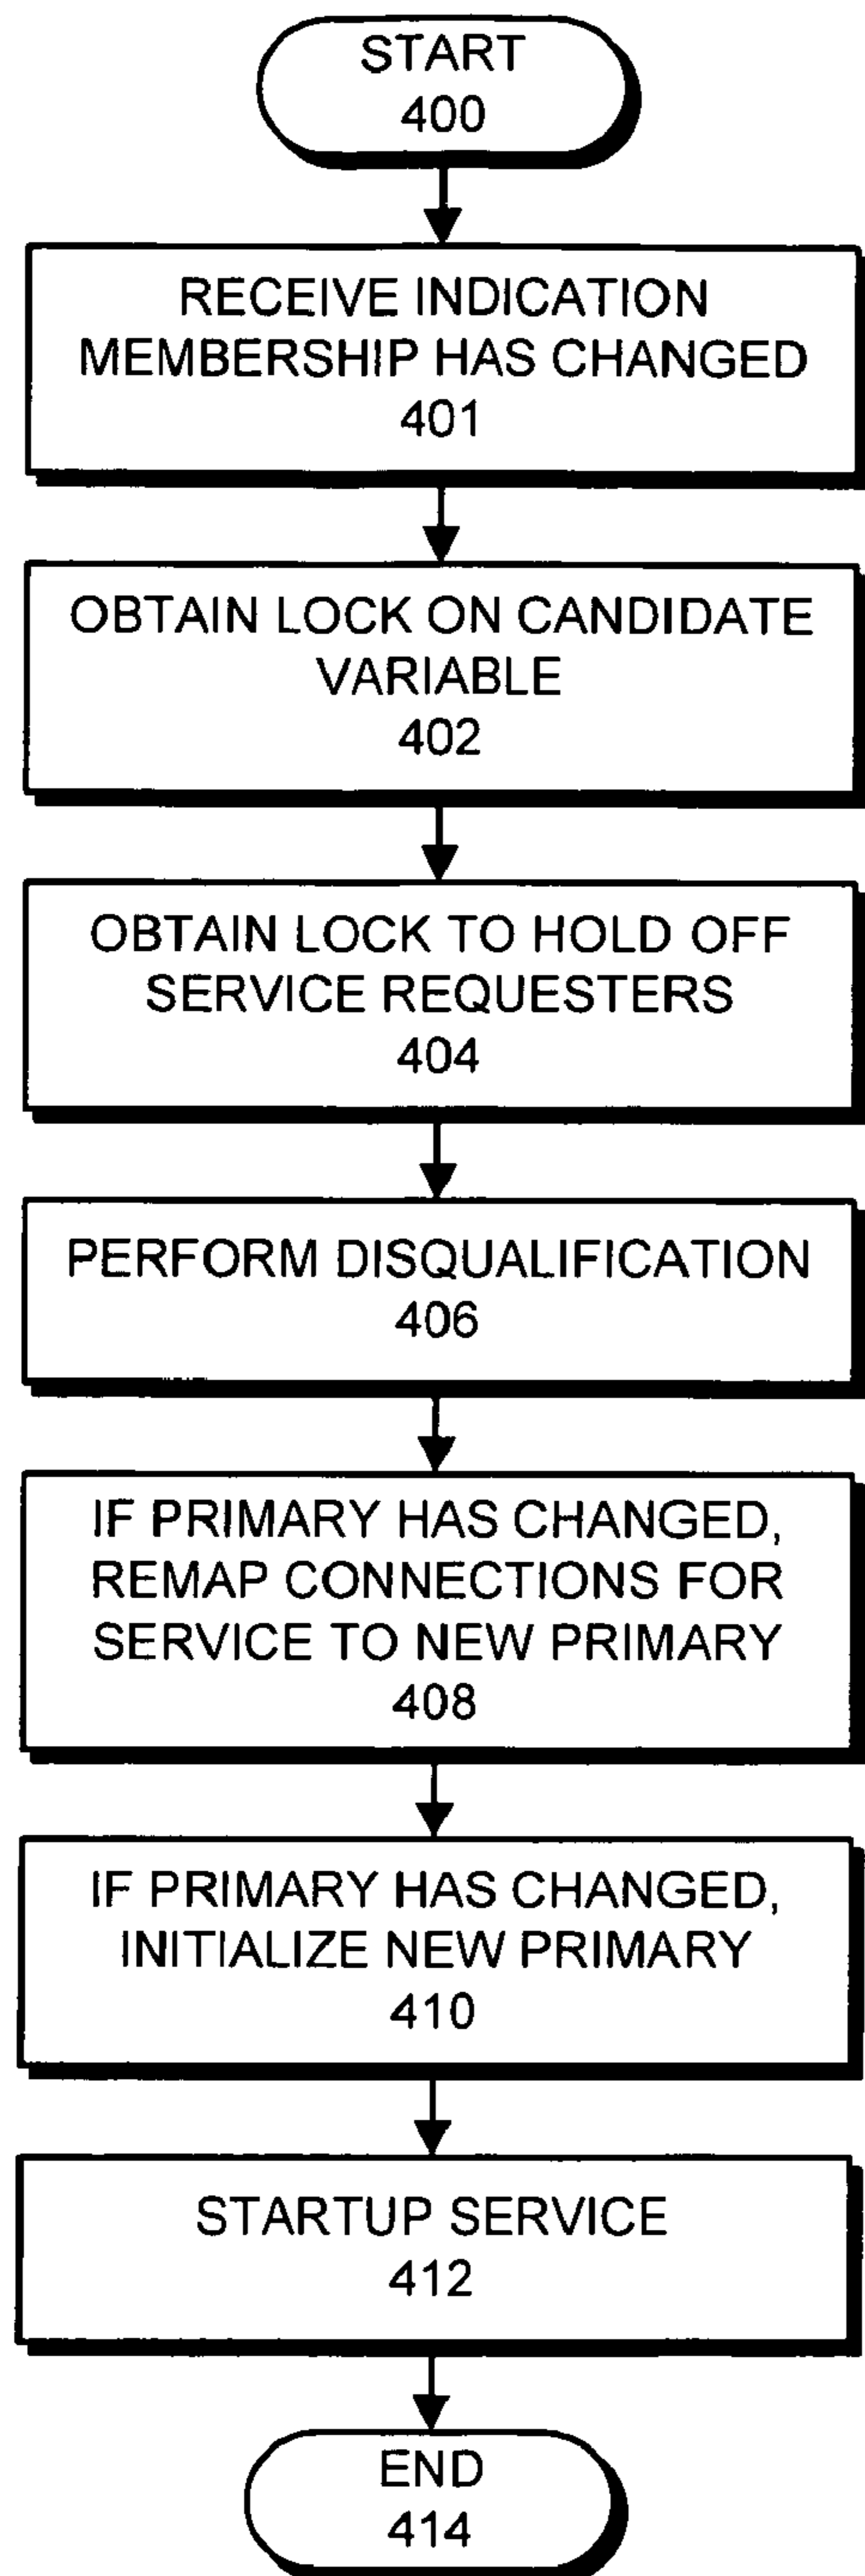 START
400
RECEIVE INDICATION
MEMBERSHIP HAS CHANGED
401
OBTAIN LOCK ON CANDIDATE
VARIABLE
402
OBTAIN LOCK TO HOLD OFF
SERVICE REQUESTERS
404
PERFORM DISQUALIFICATION
406
IF PRIMARY HAS CHANGED,
REMAP CONNECTIONS FOR
SERVICE TO NEW PRIMARY
408
IF PRIMARY HAS CHANGED,
INITIALIZE NEW PRIMARY
410
STARTUP SERVICE
412
END
414